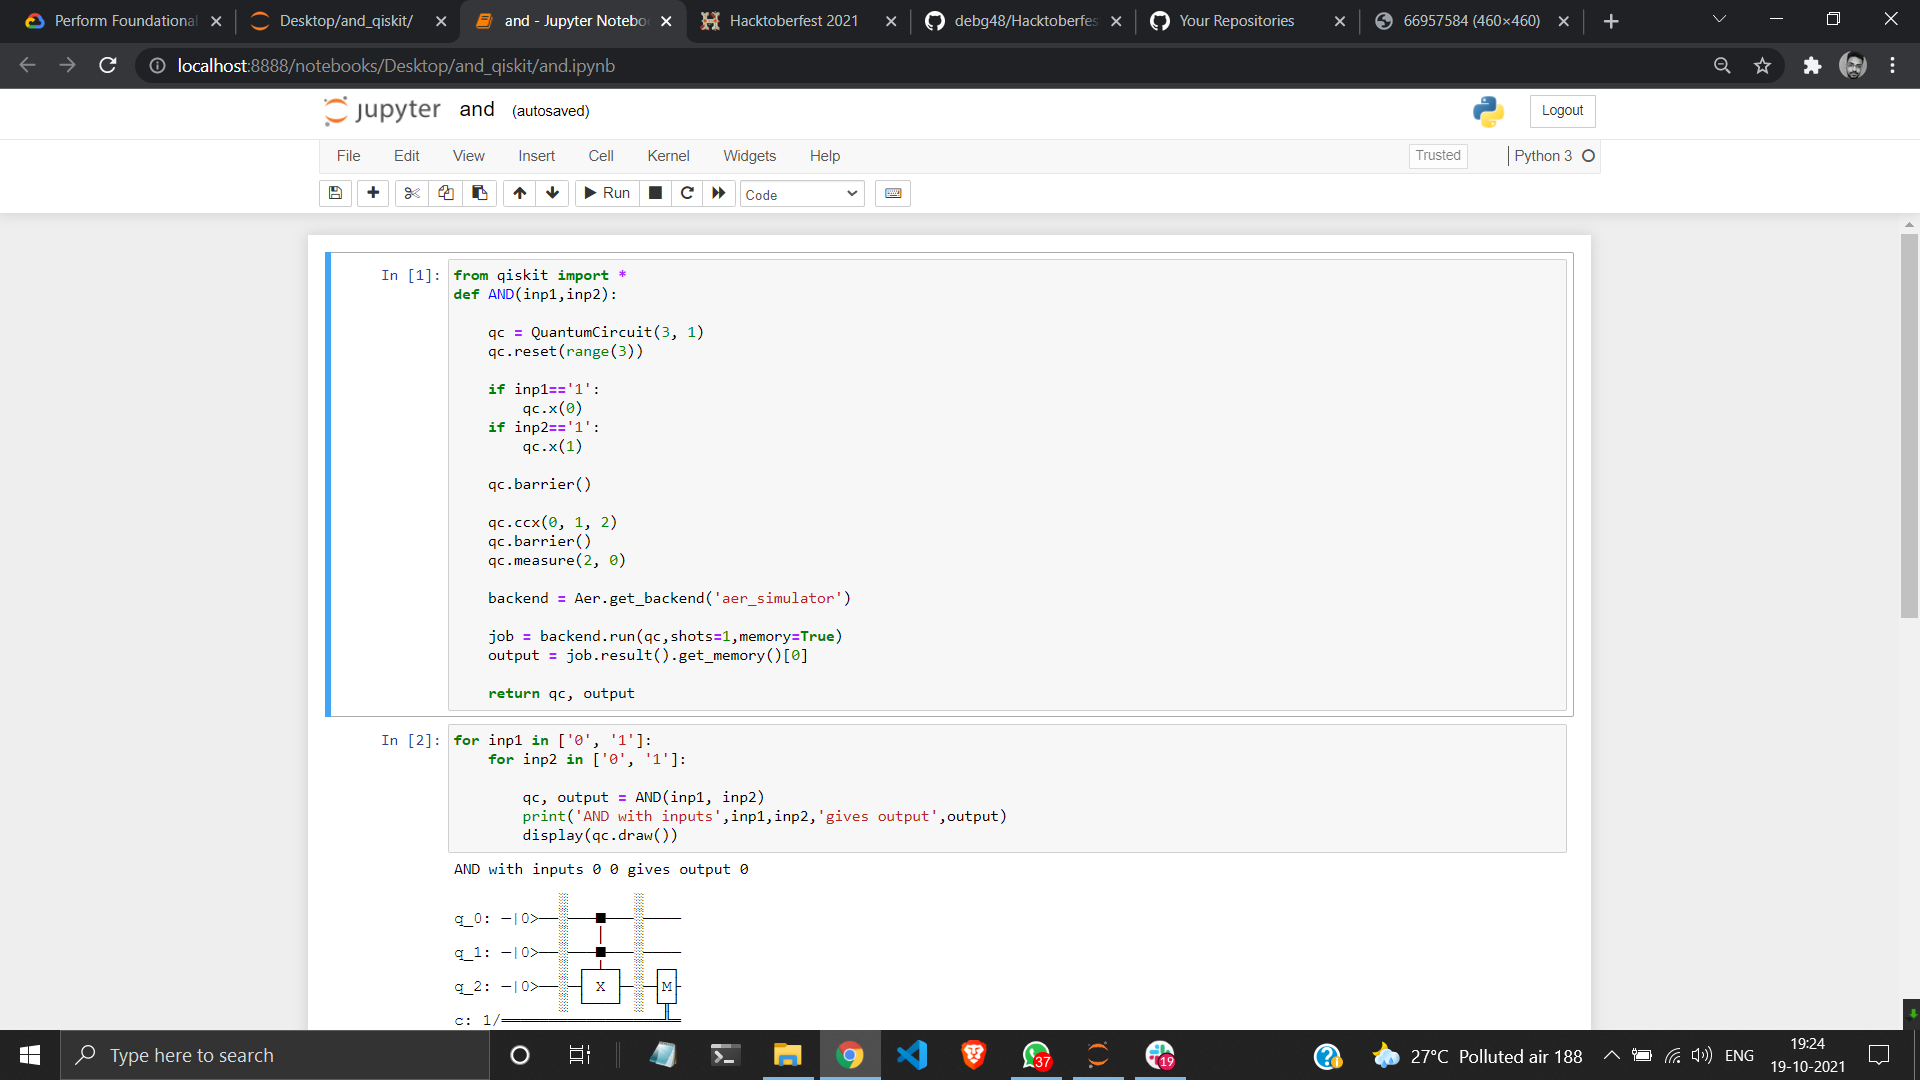 Perform Foundational
Desktop/and_qiskit/
and - Jupyter Notebo
Hacktoberfest 2021
debg48/Hacktoberfes
Your Repositories
66957584 (460×460)
localhost:8888/notebooks/Desktop/and_qiskit/and.ipynb
jupyter and (autosaved)
Logout
File Edit View Insert Cell Kernel Widgets Help
Trusted Python 3
Run Code
In [1]: from qiskit import *
def AND(inp1,inp2):
    qc = QuantumCircuit(3, 1)
    qc.reset(range(3))
    if inp1=='1':
        qc.x(0)
    if inp2=='1':
        qc.x(1)
    qc.barrier()
    qc.ccx(0, 1, 2)
    qc.barrier()
    qc.measure(2, 0)
    backend = Aer.get_backend('aer_simulator')
    job = backend.run(qc,shots=1,memory=True)
    output = job.result().get_memory()[0]
    return qc, output
In [2]: for inp1 in ['0', '1']:
    for inp2 in ['0', '1']:
        qc, output = AND(inp1, inp2)
        print('AND with inputs',inp1,inp2,'gives output',output)
        display(qc.draw())
AND with inputs 0 0 gives output 0
q_0: ─|0>─
q_1: ─|0>─
q_2: ─|0>─ X M
c: 1/
Type here to search
37
19
27°C Polluted air 188
ENG
19:24
19-10-2021